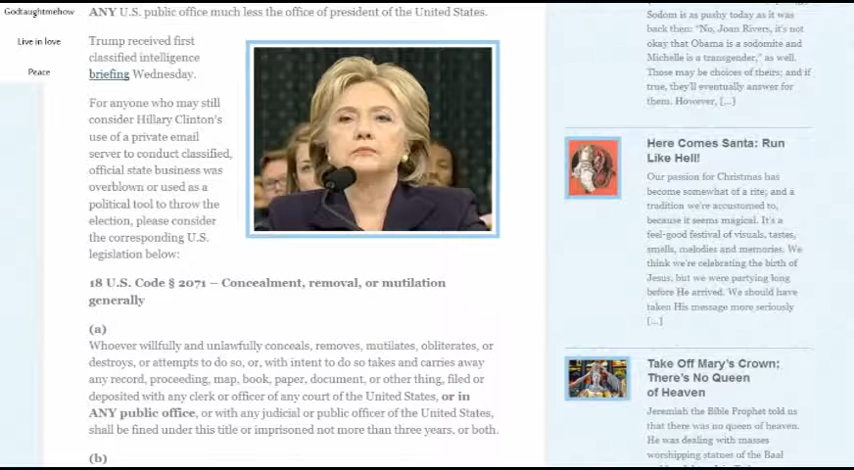 Godtaughtmehow
Live in love
Peace
ANY U.S. public office much less the office of president of the United States.
Trump received first
classified intelligence
briefing Wednesday.
For anyone who may still
consider Hillary Clinton's
use of a private email
server to conduct classified,
official state business was
overblown or used as a
political tool to throw the
election, please consider
the corresponding U.S.
legislation below:
18 U.S. Code § 2071 – Concealment, removal, or mutilation
generally
(a)
Whoever willfully and unlawfully conceals, removes, mutilates, obliterates, or
destroys, or attempts to do so, or, with intent to do so takes and carries away
any record, proceeding, map, book, paper, document, or other thing, filed or
deposited with any clerk or officer of any court of the United States, or in
ANY public office, or with any judicial or public officer of the United States,
shall be fined under this title or imprisoned not more than three years, or both.
(b)
Sodom is as pushy today as it was
back then: "No, Joan Rivers, it's not
okay that Obama is a sodomite and
Michelle is a transgender," as well.
Those may be choices of theirs; and if
true, they'll eventually answer for
them. However, [...]
Here Comes Santa: Run
Like Hell!
Our passion for Christmas has
become somewhat of a rite; and a
tradition we're accustomed to,
because it seems magical. It's a
feel-good festival of visuals, tastes,
smells, melodies and memories. We
think we're celebrating the birth of
Jesus, but we were partying long
before He arrived. We should have
taken His message more seriously
[...]
Take Off Mary's Crown;
There's No Queen
of Heaven
Jeremiah the Bible Prophet told us
that there was no queen of heaven.
He was dealing with masses
worshipping statues of the Baal